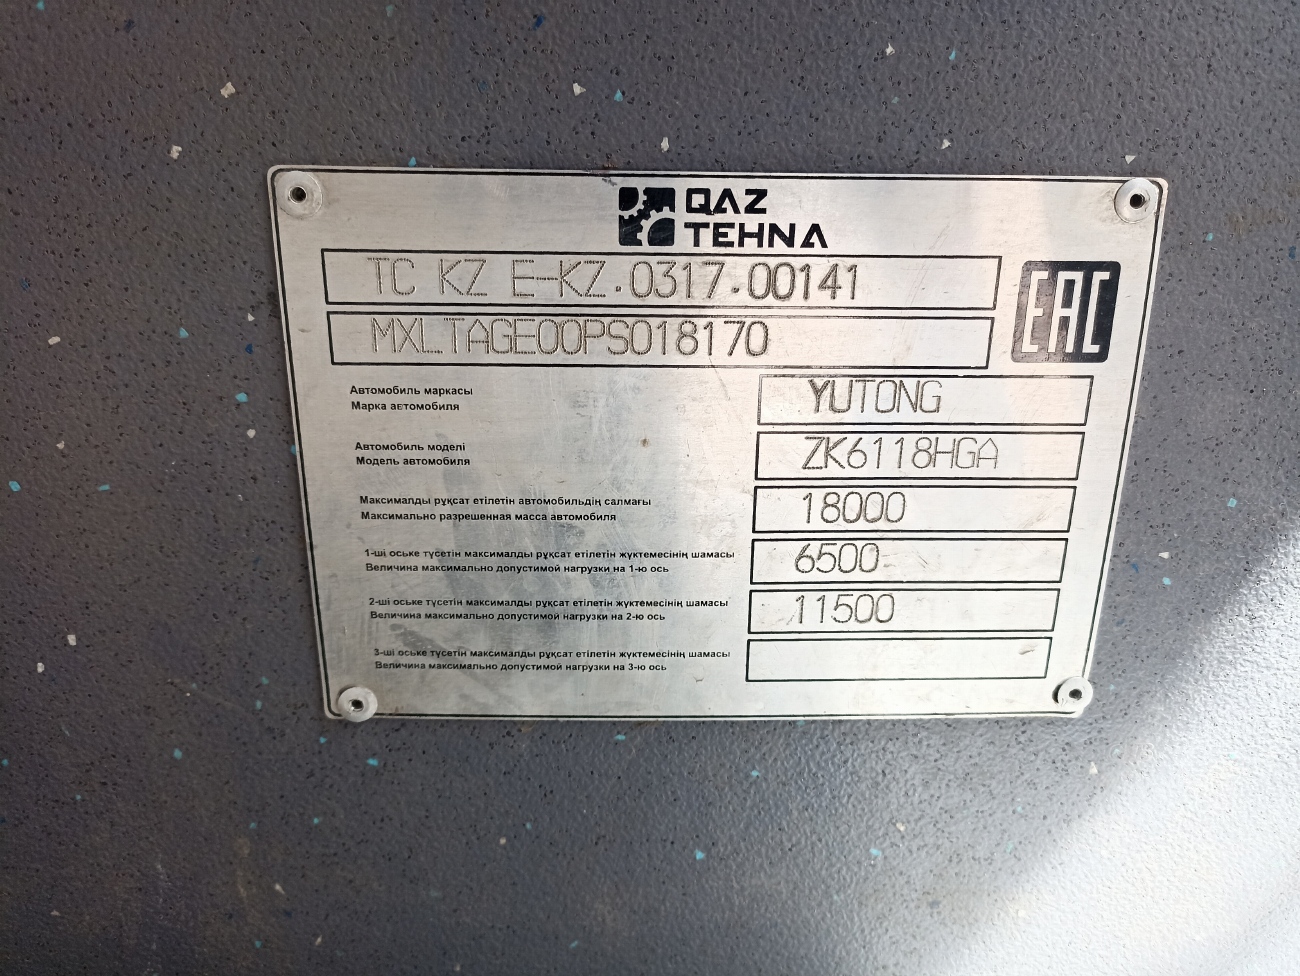 QAZ
TEHNA
TC KZ E-KZ.0317.00141
MXLTAGE00PS018170
EAC
Автомобиль маркасы
Марка автомобиля
YUTONG
Автомобиль моделі
Модель автомобиля
ZK6118HGA
Максималды рұқсат етілетін автомобильдің салмағы
Максимально разрешенная масса автомобиля
18000
1-ші оське түсетін максималды рұқсат етілетін жүктемесінің шамасы
Величина максимально допустимой нагрузки на 1-ю ось
6500
2-ші оське түсетін максималды рұқсат етілетін жүктемесінің шамасы
Величина максимально допустимой нагрузки на 2-ю ось
11500
3-ші оське түсетін максималды рұқсат етілетін жүктемесінің шамасы
Величина максимально допустимой нагрузки на 3-ю ось